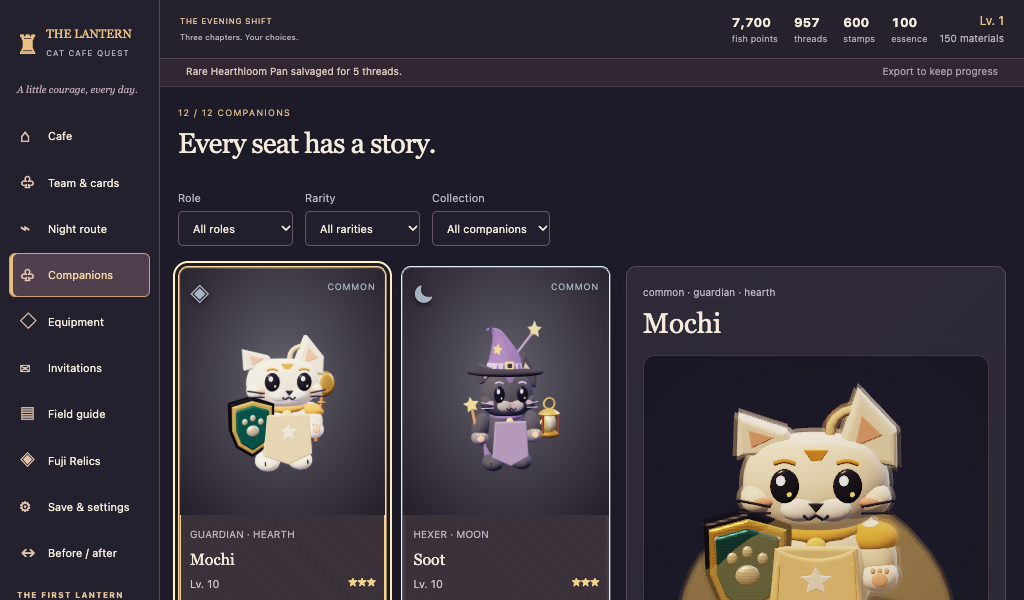 THE LANTERN
CAT CAFE QUEST
A little courage, every day.
Cafe
Team & cards
Night route
Companions
Equipment
Invitations
Field guide
Fuji Relics
Save & settings
Before / after
THE FIRST LANTERN
THE EVENING SHIFT
Three chapters. Your choices.
7,700
fish points
957
threads
600
stamps
100
essence
Lv. 1
150 materials
Rare Hearthloom Pan salvaged for 5 threads.
Export to keep progress
12 / 12 COMPANIONS
Every seat has a story.
Role
Rarity
Collection
All roles
All rarities
All companions
COMMON
GUARDIAN · HEARTH
Mochi
Lv. 10
COMMON
HEXER · MOON
Soot
Lv. 10
common · guardian · hearth
Mochi